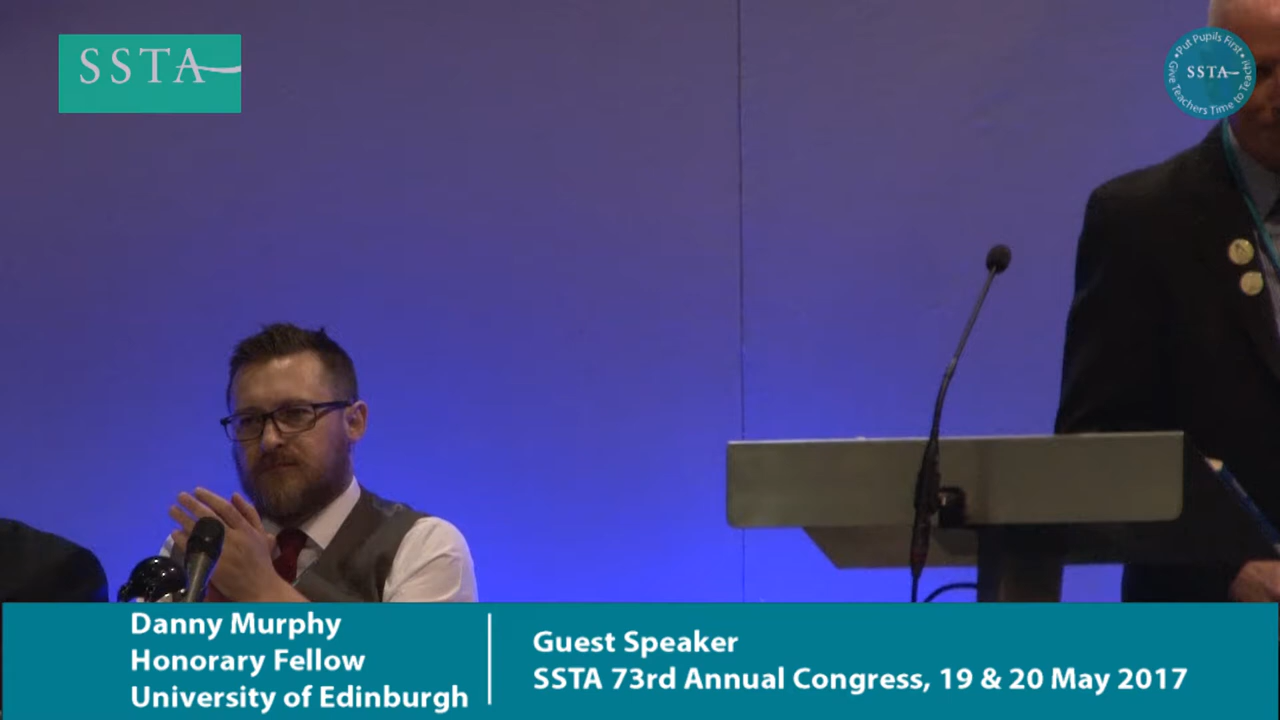 SSTA
• Put Pupils First •
SSTA
Give Teachers Time to Teach!
Danny Murphy
Honorary Fellow
University of Edinburgh
Guest Speaker
SSTA 73rd Annual Congress, 19 & 20 May 2017